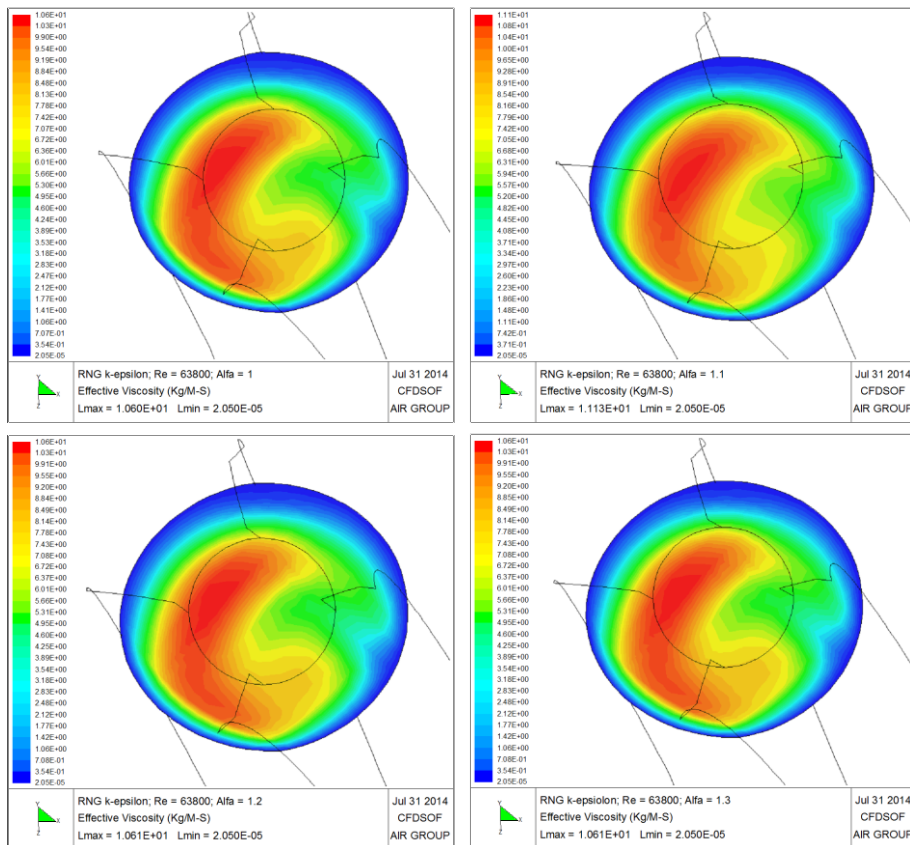 1.06E+01
1.03E+01
9.90E+00
9.54E+00
9.19E+00
8.84E+00
8.48E+00
8.13E+00
7.78E+00
7.42E+00
7.07E+00
6.72E+00
6.36E+00
6.01E+00
5.66E+00
5.30E+00
4.95E+00
4.60E+00
4.24E+00
3.89E+00
3.53E+00
3.18E+00
2.83E+00
2.47E+00
2.12E+00
1.77E+00
1.41E+00
1.06E+00
7.07E-01
3.54E-01
2.05E-05
Y
X
Z
RNG k-epsilon; Re = 63800; Alfa = 1
Effective Viscosity (Kg/M-S)
Lmax = 1.060E+01 Lmin = 2.050E-05
Jul 31 2014
CFDSOF
AIR GROUP
1.11E+01
1.08E+01
1.04E+01
1.00E+01
9.65E+00
9.28E+00
8.91E+00
8.54E+00
8.16E+00
7.79E+00
7.42E+00
7.05E+00
6.68E+00
6.31E+00
5.94E+00
5.57E+00
5.20E+00
4.82E+00
4.45E+00
4.08E+00
3.71E+00
3.34E+00
2.97E+00
2.60E+00
2.23E+00
1.86E+00
1.48E+00
1.11E+00
7.42E-01
3.71E-01
2.05E-05
Y
X
Z
RNG k-epsilon; Re = 63800; Alfa = 1.1
Effective Viscosity (Kg/M-S)
Lmax = 1.113E+01 Lmin = 2.050E-05
Jul 31 2014
CFDSOF
AIR GROUP
1.06E+01
1.03E+01
9.91E+00
9.55E+00
9.20E+00
8.85E+00
8.49E+00
8.14E+00
7.78E+00
7.43E+00
7.08E+00
6.72E+00
6.37E+00
6.01E+00
5.66E+00
5.31E+00
4.95E+00
4.60E+00
4.25E+00
3.89E+00
3.54E+00
3.18E+00
2.83E+00
2.48E+00
2.12E+00
1.77E+00
1.42E+00
1.06E+00
7.08E-01
3.54E-01
2.05E-05
Y
X
Z
RNG k-epsilon; Re = 63800; Alfa = 1.2
Effective Viscosity (Kg/M-S)
Lmax = 1.061E+01 Lmin = 2.050E-05
Jul 31 2014
CFDSOF
AIR GROUP
1.06E+01
1.03E+01
9.91E+00
9.55E+00
9.20E+00
8.85E+00
8.49E+00
8.14E+00
7.78E+00
7.43E+00
7.08E+00
6.72E+00
6.37E+00
6.01E+00
5.66E+00
5.31E+00
4.96E+00
4.60E+00
4.25E+00
3.89E+00
3.54E+00
3.18E+00
2.83E+00
2.48E+00
2.12E+00
1.77E+00
1.42E+00
1.06E+00
7.08E-01
3.54E-01
2.05E-05
Y
X
Z
RNG k-epsiolon; Re = 63800; Alfa = 1.3
Effective Viscosity (Kg/M-S)
Lmax = 1.061E+01 Lmin = 2.050E-05
Jul 31 2014
CFDSOF
AIR GROUP